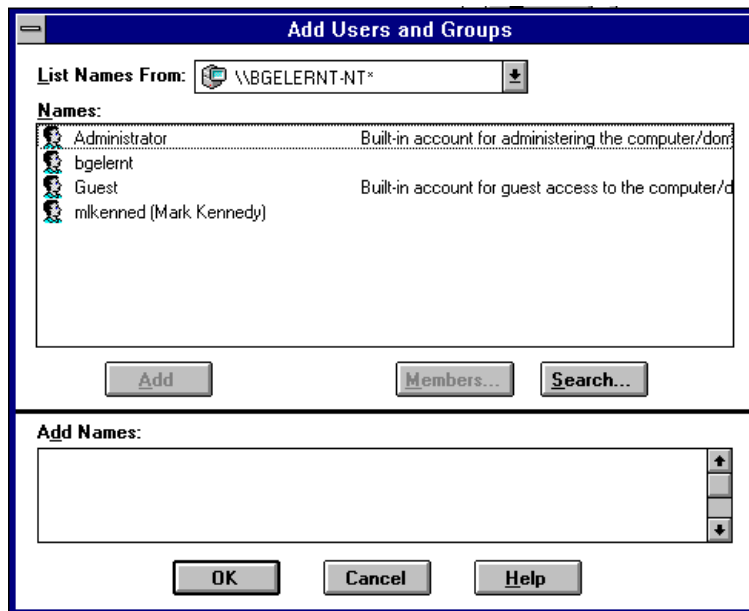 Add Users and Groups
List Names From: \\BGELERNT-NT*
Names:
Administrator Built-in account for administering the computer/dom
bgelernt
Guest Built-in account for guest access to the computer/d
mlkenned (Mark Kennedy)
Add Members... Search...
Add Names:
OK Cancel Help